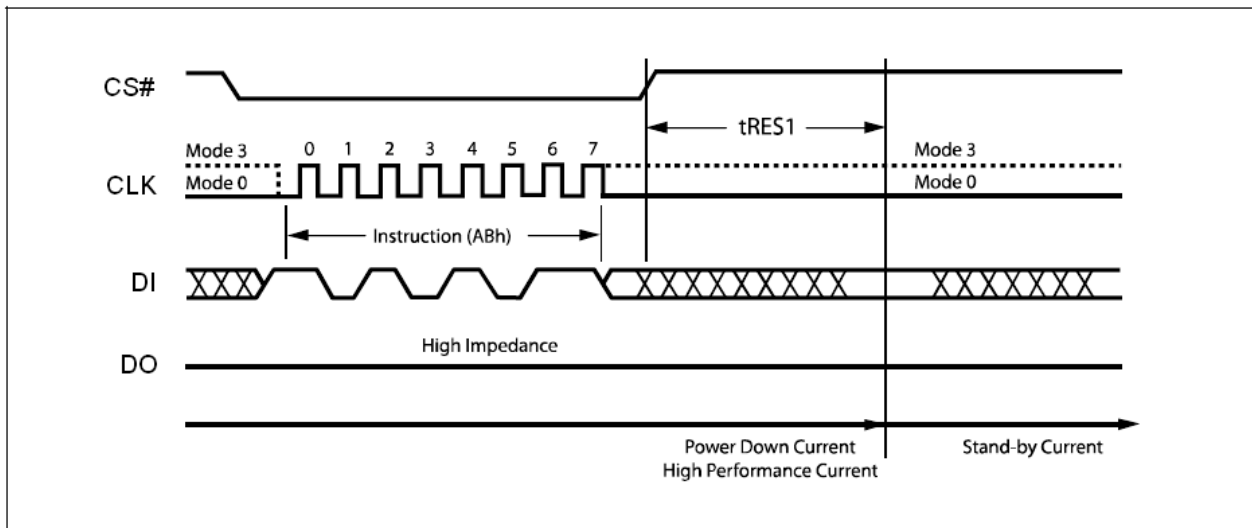 CS#
tRES1
Mode 3
0 1 2 3 4 5 6 7
Mode 3
CLK
Mode 0
Mode 0
Instruction (ABh)
DI
High Impedance
DO
Power Down Current
High Performance Current
Stand-by Current